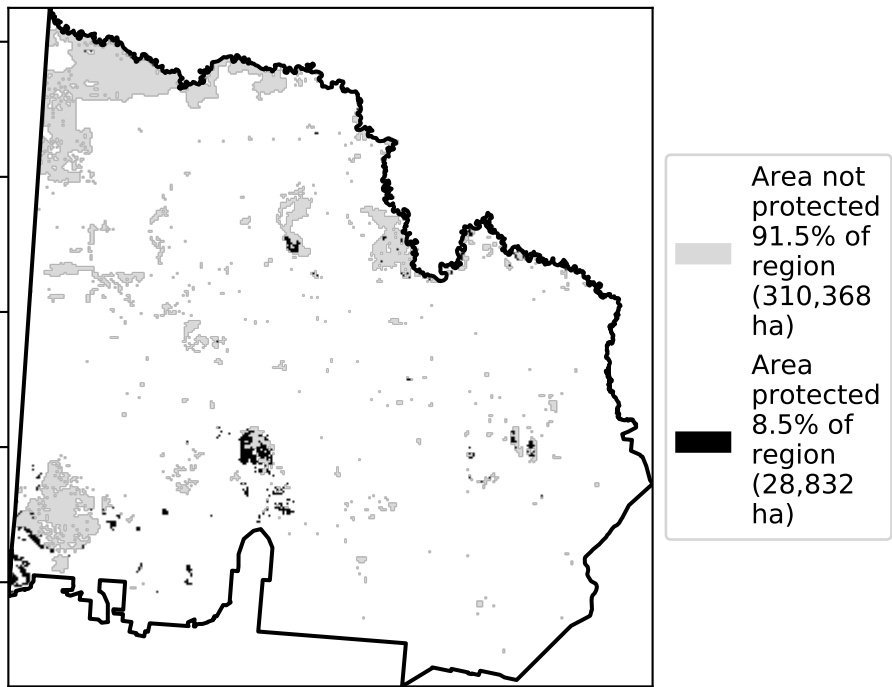 Area not
protected
91.5% of
region
(310,368
ha)
Area
protected
8.5% of
region
(28,832
ha)